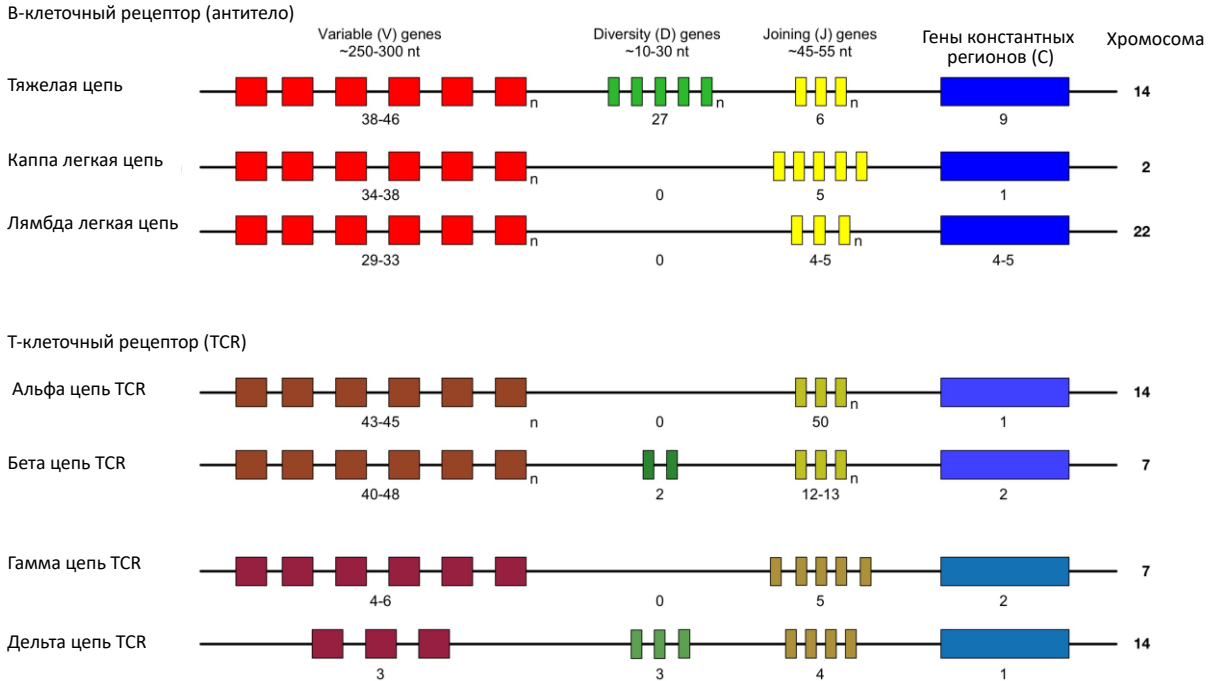 В-клеточный рецептор (антитело)
Variable (V) genes
~250-300 nt
Diversity (D) genes
~10-30 nt
Joining (J) genes
~45-55 nt
Гены константных
регионов (С)
Хромосома
Тяжелая цепь
n
n
n
14
38-46
27
6
9
Каппа легкая цепь
n
2
34-38
0
5
1
Лямбда легкая цепь
n
n
22
29-33
0
4-5
4-5
Т-клеточный рецептор (TCR)
Альфа цепь TCR
n
14
43-45
n
0
50
1
Бета цепь TCR
n
n
7
40-48
2
12-13
2
Гамма цепь TCR
7
4-6
0
5
2
Дельта цепь TCR
14
3
3
4
1